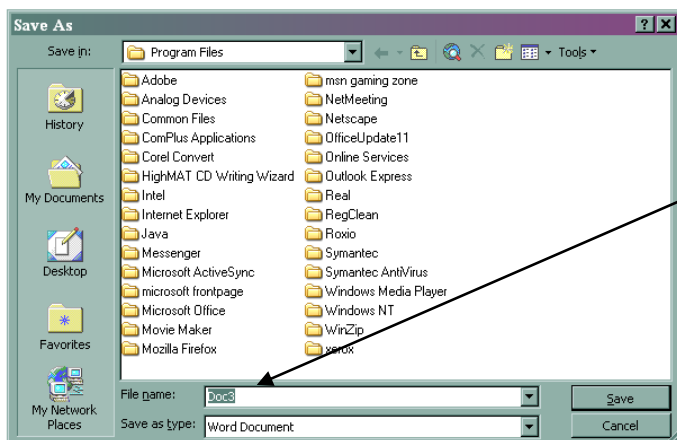 Save As
Save in: Program Files Tools
History
My Documents
Desktop
Favorites
My Network
Places
Adobe
Analog Devices
Common Files
ComPlus Applications
Corel Convert
HighMAT CD Writing Wizard
Intel
Internet Explorer
Java
Messenger
Microsoft ActiveSync
microsoft frontpage
Microsoft Office
Movie Maker
Mozilla Firefox
msn gaming zone
NetMeeting
Netscape
OfficeUpdate11
Online Services
Outlook Express
Real
RegClean
Roxio
Symantec
Symantec AntiVirus
Windows Media Player
Windows NT
WinZip
xerox
File name: Doc3 Save
Save as type: Word Document Cancel